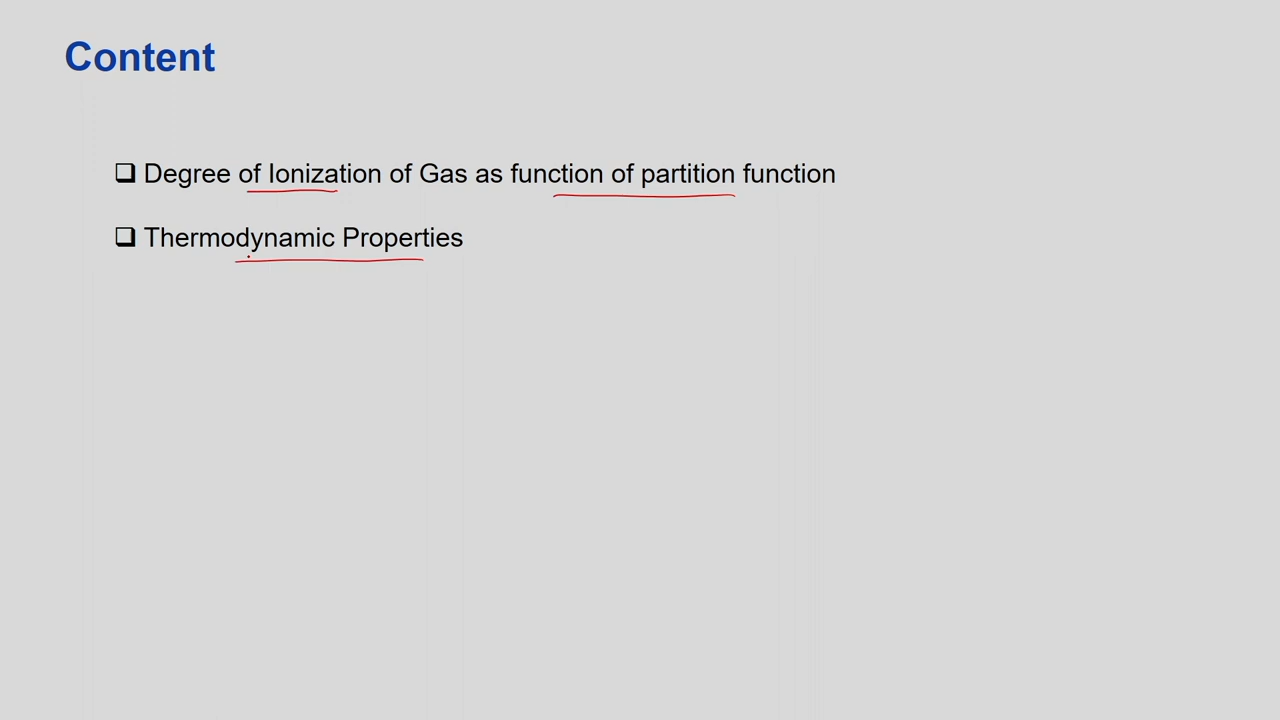 Content
❑ Degree of Ionization of Gas as function of partition function
❑ Thermodynamic Properties